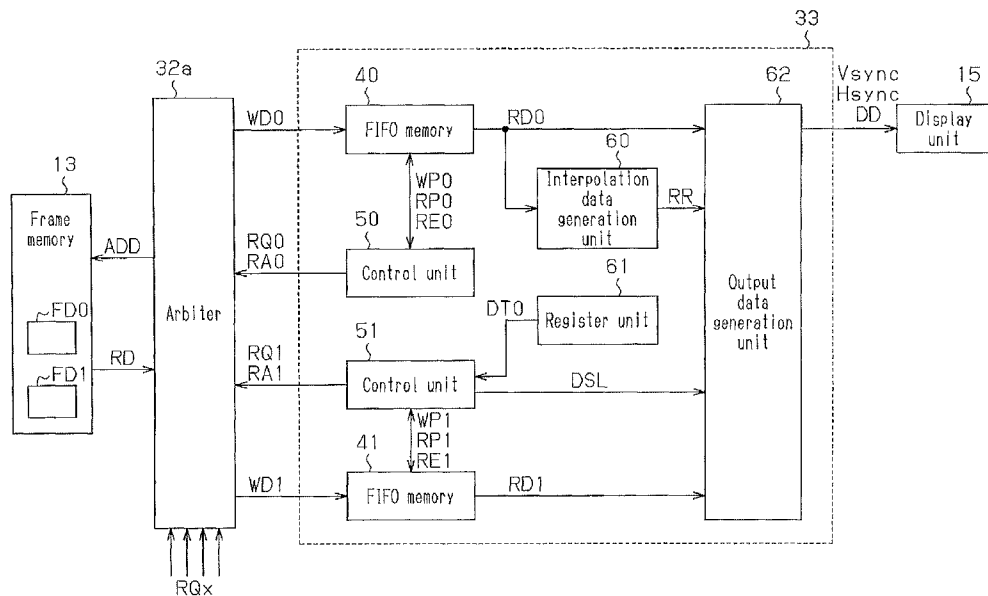 33
32a
40
62
Vsync
Hsync
DD
15
Display
unit
WD0
FIFO memory
RD0
60
Interpolation
data
generation
unit
RR
WP0
RP0
RE0
13
Frame
memory
ADD
RQ0
RA0
50
Control unit
61
Register unit
DT0
Arbiter
Output
data
generation
unit
FD0
RD
FD1
RQ1
RA1
51
Control unit
DSL
WP1
RP1
RE1
41
WD1
FIFO memory
RD1
RQx